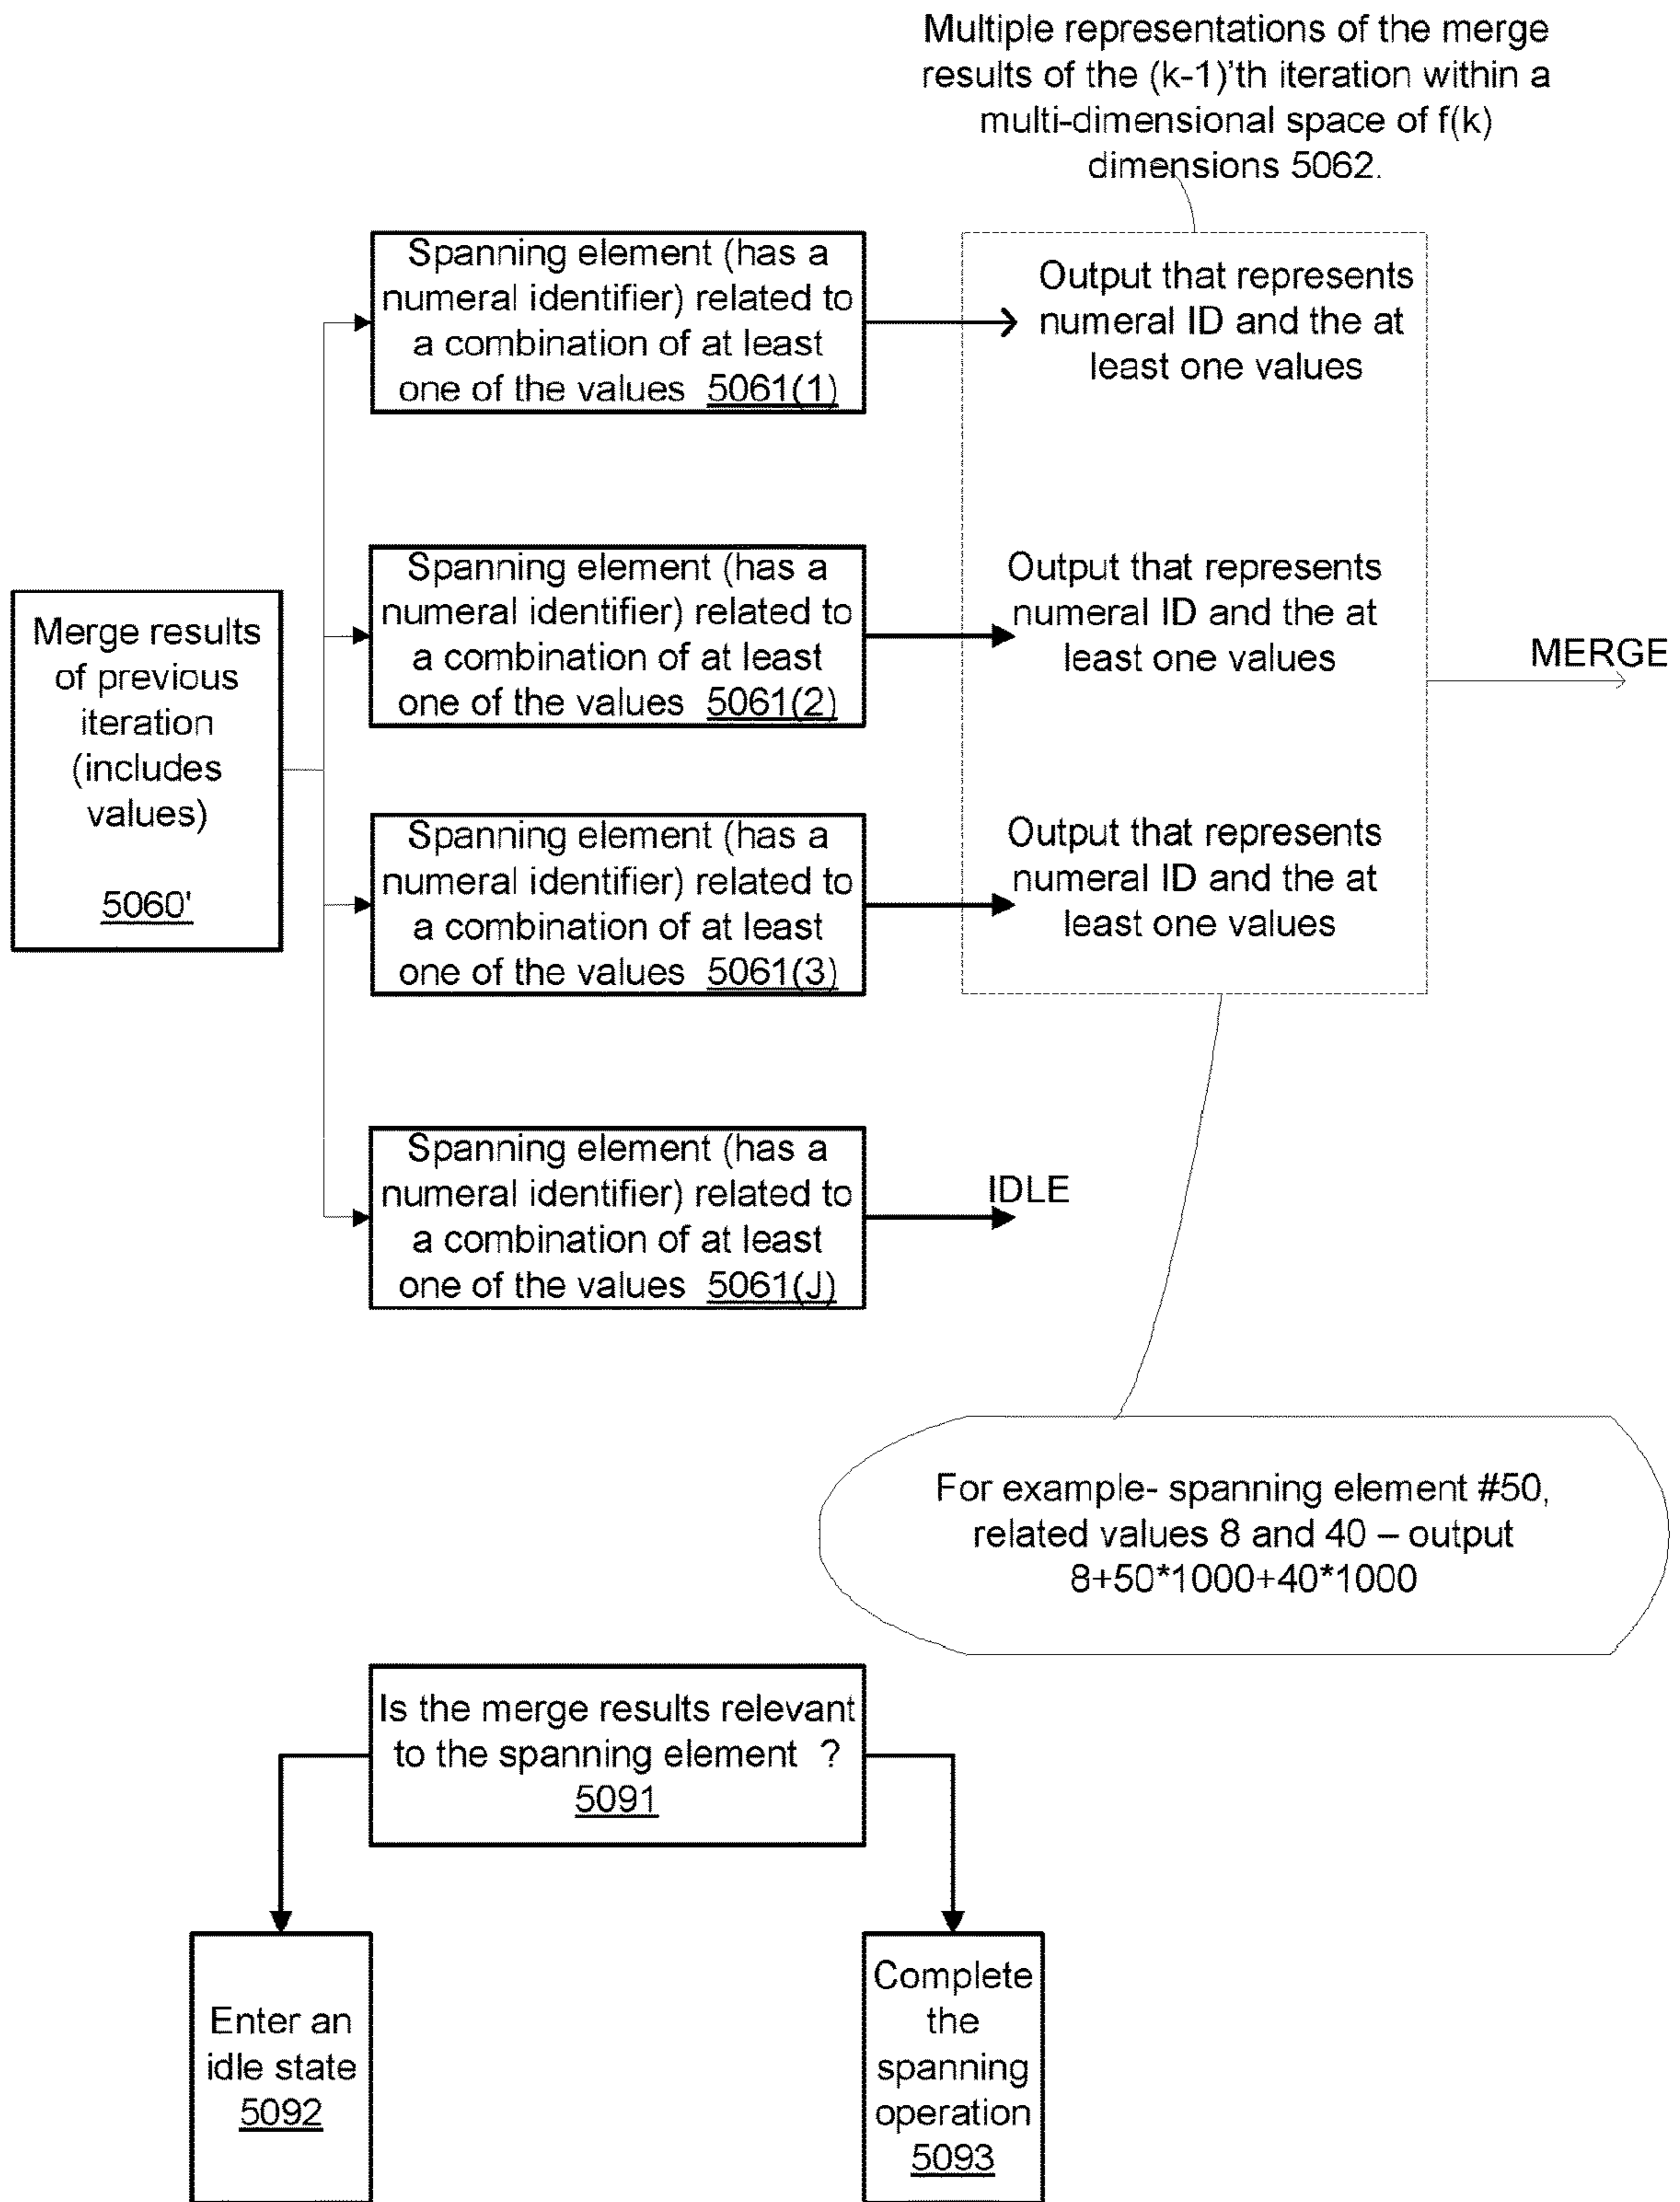 Multiple representations of the merge
results of the (k-1)'th iteration within a
multi-dimensional space of f(k)
dimensions 5062.
Spanning element (has a
numeral identifier) related to
a combination of at least
one of the values 5061(1)
Output that represents
numeral ID and the at
least one values
Merge results
of previous
iteration
(includes
values)
5060'
Spanning element (has a
numeral identifier) related to
a combination of at least
one of the values 5061(2)
Output that represents
numeral ID and the at
least one values
MERGE
Spanning element (has a
numeral identifier) related to
a combination of at least
one of the values 5061(3)
Output that represents
numeral ID and the at
least one values
Spanning element (has a
numeral identifier) related to
a combination of at least
one of the values 5061(J)
IDLE
For example- spanning element #50,
related values 8 and 40 – output
8+50*1000+40*1000
Is the merge results relevant
to the spanning element ?
5091
Enter an
idle state
5092
Complete
the
spanning
operation
5093